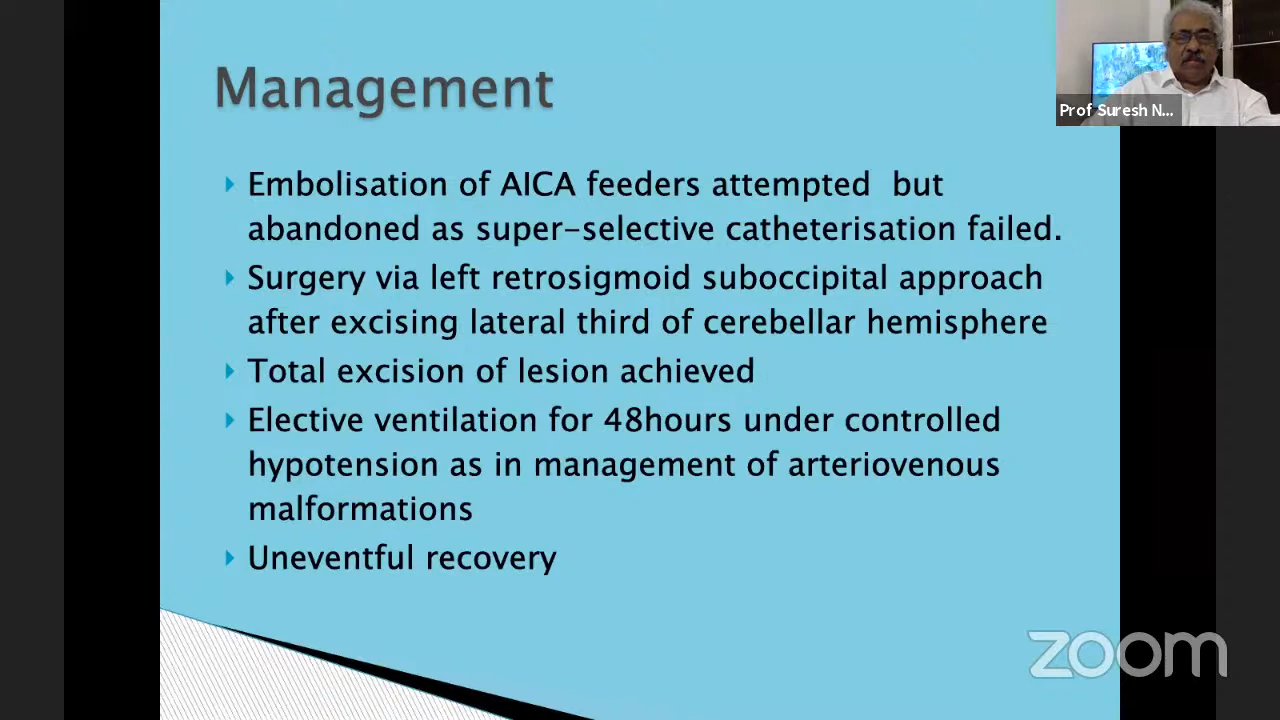 Management
Embolisation of AICA feeders attempted but
abandoned as super-selective catheterisation failed.
Surgery via left retrosigmoid suboccipital approach
after excising lateral third of cerebellar hemisphere
Total excision of lesion achieved
Elective ventilation for 48hours under controlled
hypotension as in management of arteriovenous
malformations
Uneventful recovery
Prof Suresh N...
zoom